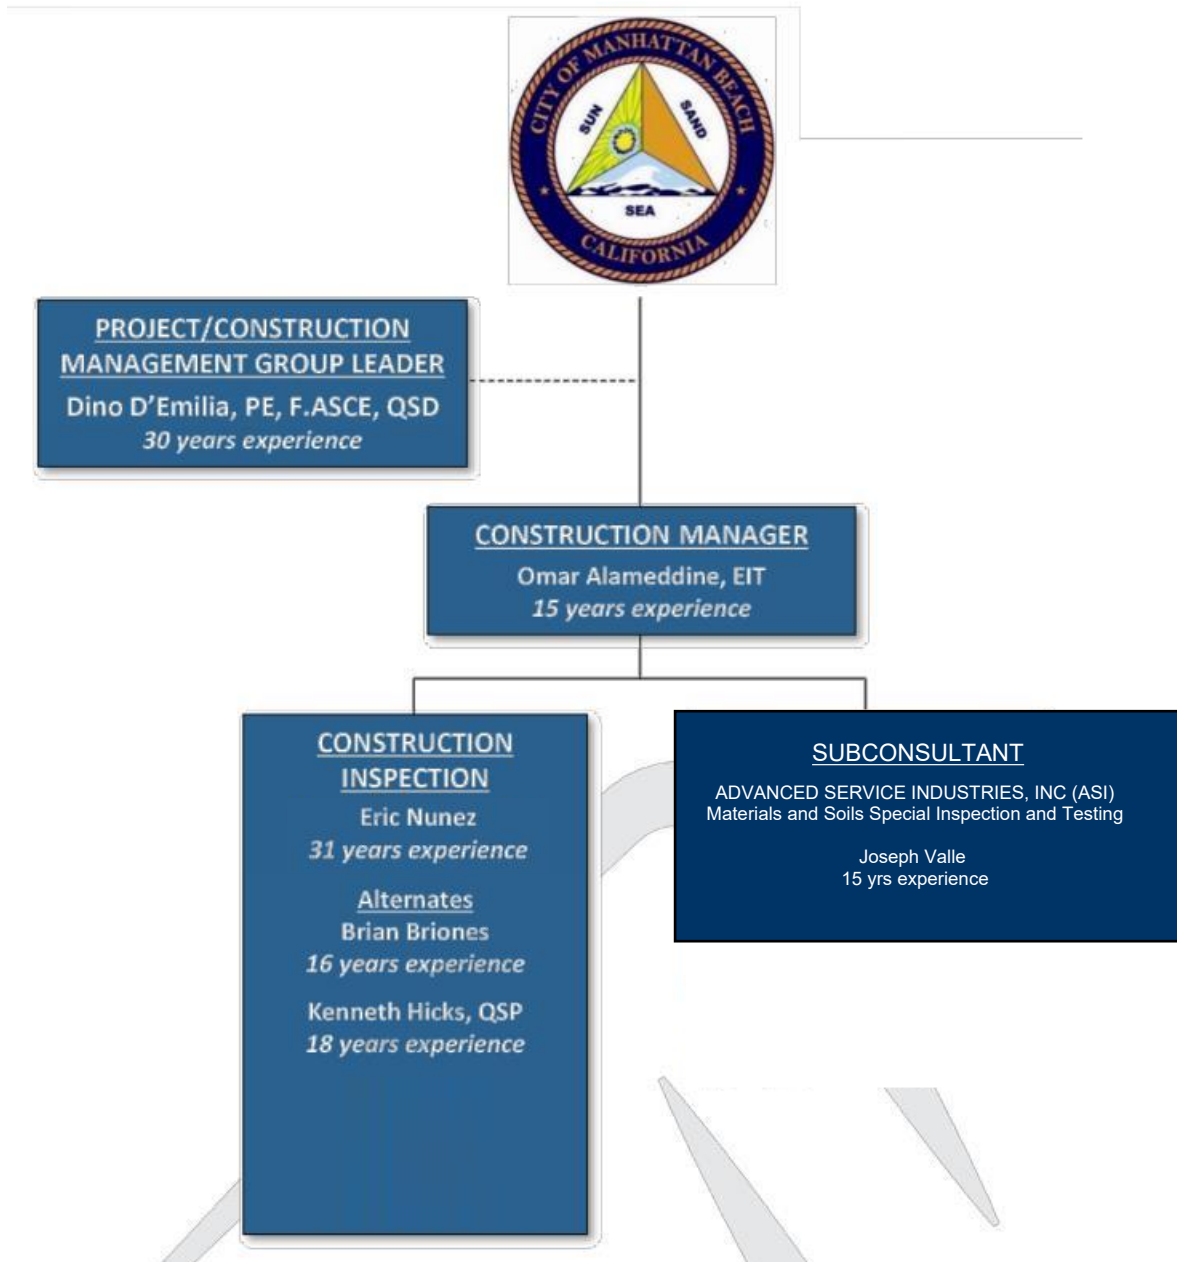 CITY OF MANHATTAN BEACH
SUN
SAND
SEA
CALIFORNIA
PROJECT/CONSTRUCTION
MANAGEMENT GROUP LEADER
Dino D'Emilia, PE, F.ASCE, QSD
30 years experience
CONSTRUCTION MANAGER
Omar Alameddine, EIT
15 years experience
CONSTRUCTION
INSPECTION
Eric Nunez
31 years experience
Alternates
Brian Briones
16 years experience
Kenneth Hicks, QSP
18 years experience
SUBCONSULTANT
ADVANCED SERVICE INDUSTRIES, INC (ASI)
Materials and Soils Special Inspection and Testing
Joseph Valle
15 yrs experience